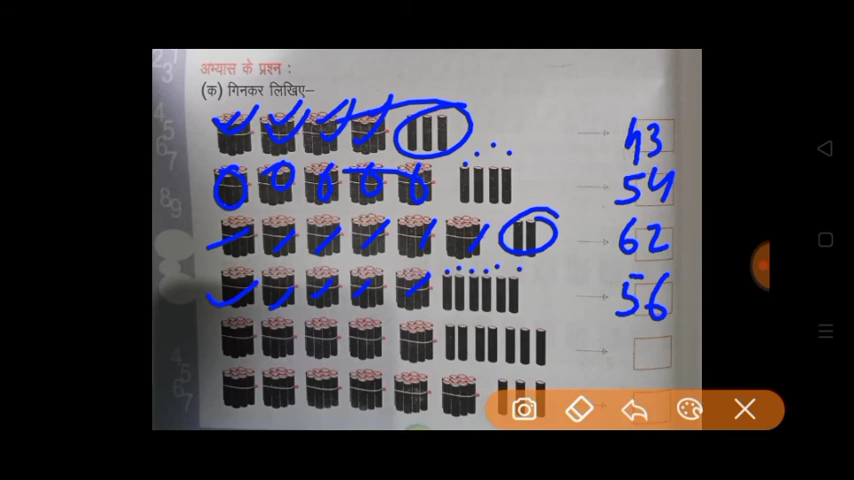 अभ्यास के प्रश्न :
(क) गिनकर लिखिए–
43
54
62
56